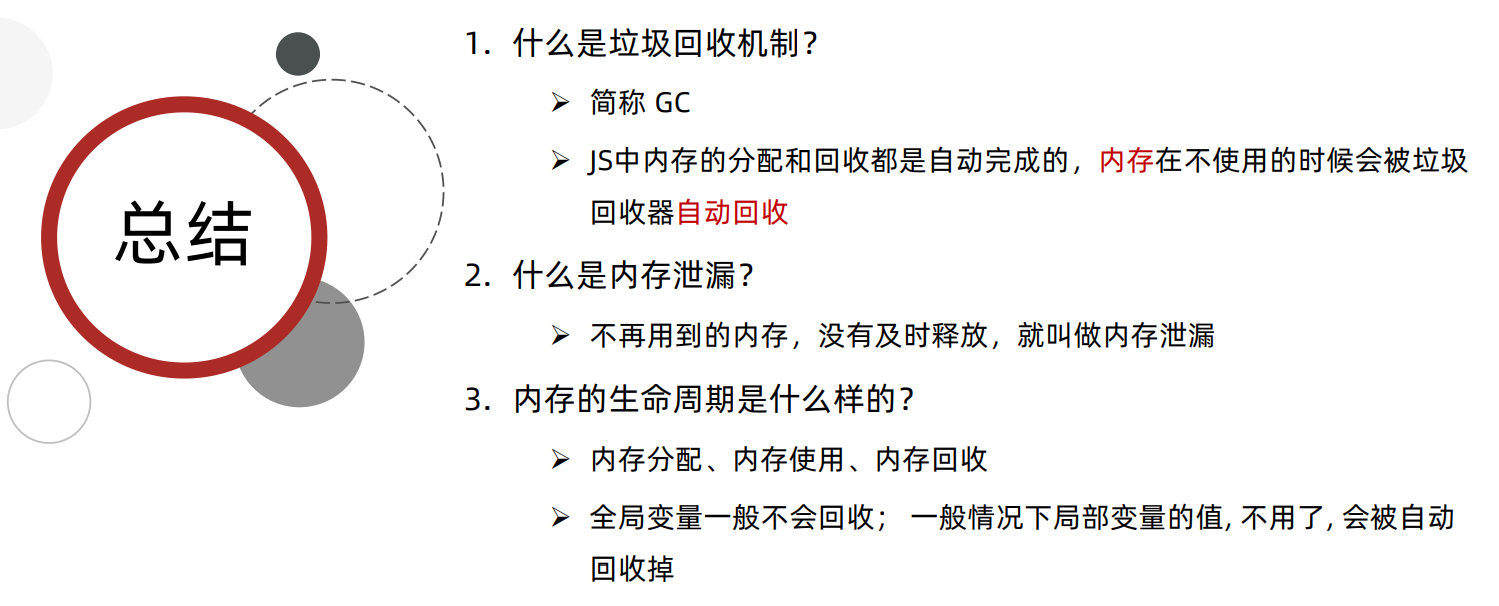 总结
1. 什么是垃圾回收机制？
➢ 简称 GC
➢ JS中内存的分配和回收都是自动完成的，内存在不使用的时候会被垃圾
回收器自动回收
2. 什么是内存泄漏？
➢ 不再用到的内存，没有及时释放，就叫做内存泄漏
3. 内存的生命周期是什么样的？
➢ 内存分配、内存使用、内存回收
➢ 全局变量一般不会回收； 一般情况下局部变量的值, 不用了, 会被自动
回收掉